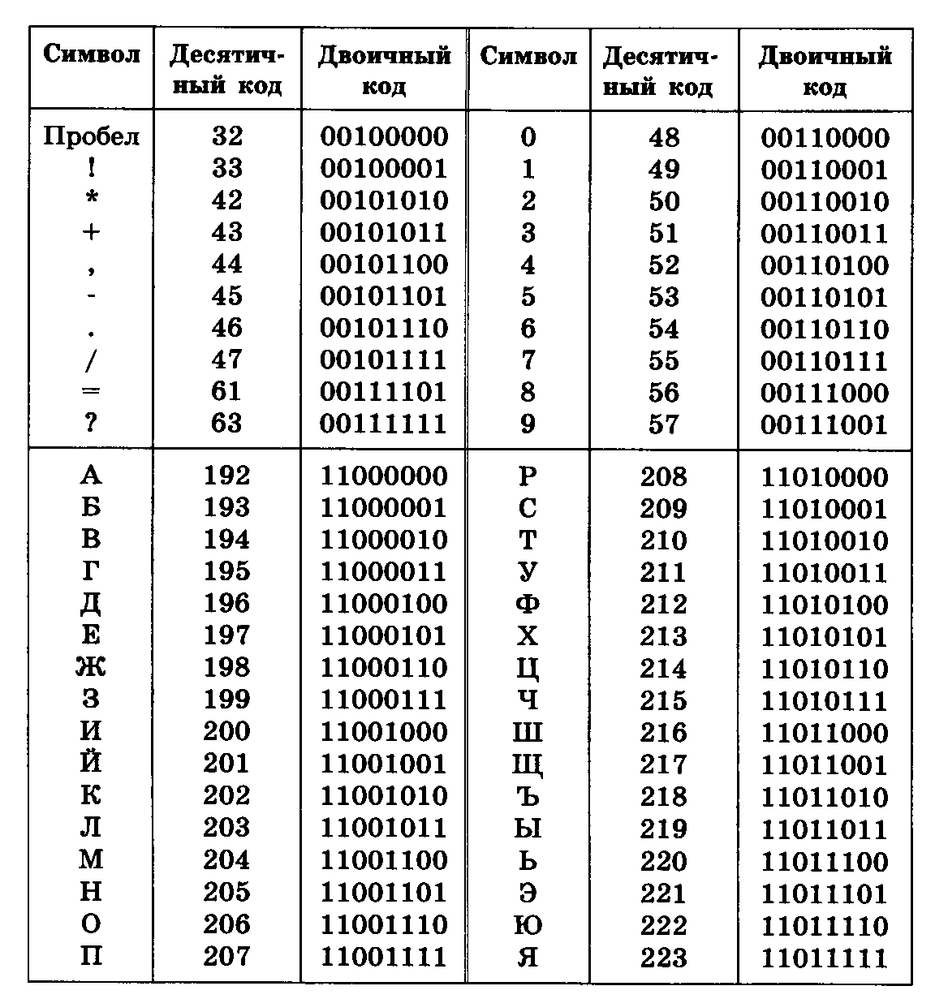 Символ Десятич- Двоичный Символ Десятич- Двоичный
ный код код ный код код
Пробел 32 00100000 0 48 00110000
! 33 00100001 1 49 00110001
* 42 00101010 2 50 00110010
+ 43 00101011 3 51 00110011
, 44 00101100 4 52 00110100
- 45 00101101 5 53 00110101
. 46 00101110 6 54 00110110
/ 47 00101111 7 55 00110111
= 61 00111101 8 56 00111000
? 63 00111111 9 57 00111001
А 192 11000000 Р 208 11010000
Б 193 11000001 С 209 11010001
В 194 11000010 Т 210 11010010
Г 195 11000011 У 211 11010011
Д 196 11000100 Ф 212 11010100
Е 197 11000101 Х 213 11010101
Ж 198 11000110 Ц 214 11010110
З 199 11000111 Ч 215 11010111
И 200 11001000 Ш 216 11011000
Й 201 11001001 Щ 217 11011001
К 202 11001010 Ъ 218 11011010
Л 203 11001011 Ы 219 11011011
М 204 11001100 Ь 220 11011100
Н 205 11001101 Э 221 11011101
О 206 11001110 Ю 222 11011110
П 207 11001111 Я 223 11011111